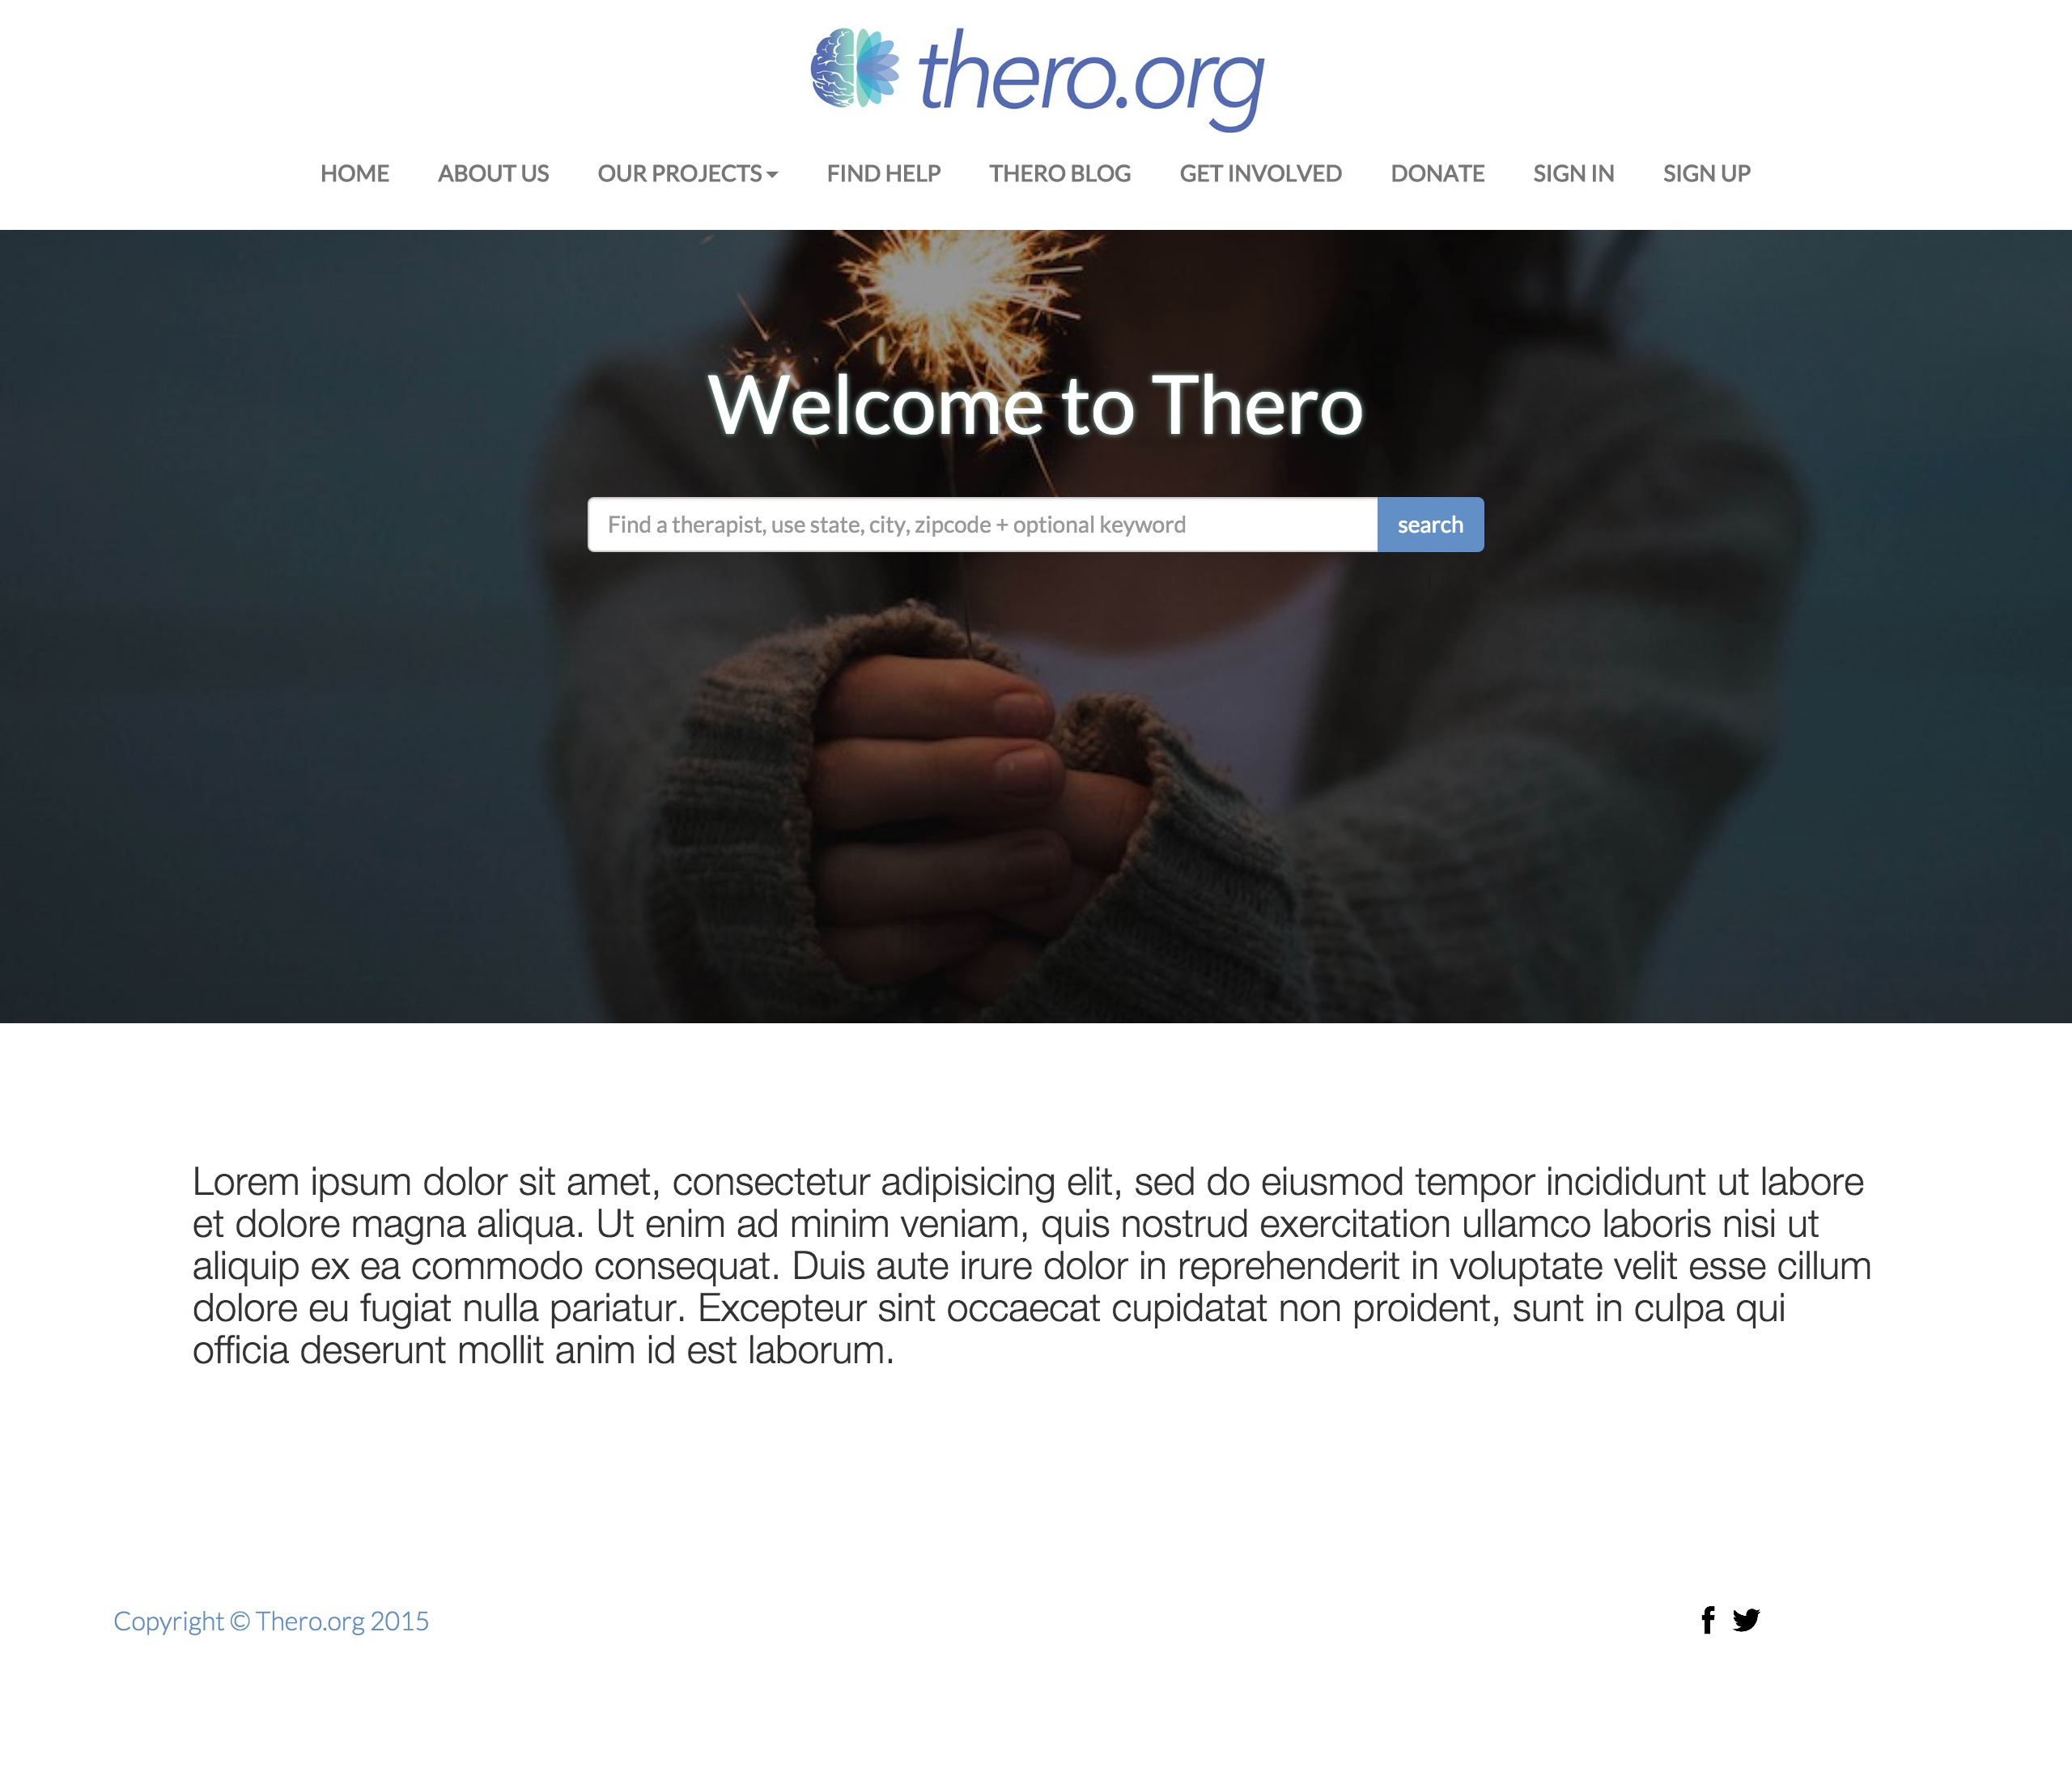 thero.org
HOME ABOUT US OUR PROJECTS FIND HELP THERO BLOG GET INVOLVED DONATE SIGN IN SIGN UP
Welcome to Thero
Find a therapist, use state, city, zipcode + optional keyword search
Lorem ipsum dolor sit amet, consectetur adipisicing elit, sed do eiusmod tempor incididunt ut labore
et dolore magna aliqua. Ut enim ad minim veniam, quis nostrud exercitation ullamco laboris nisi ut
aliquip ex ea commodo consequat. Duis aute irure dolor in reprehenderit in voluptate velit esse cillum
dolore eu fugiat nulla pariatur. Excepteur sint occaecat cupidatat non proident, sunt in culpa qui
officia deserunt mollit anim id est laborum.
Copyright © Thero.org 2015